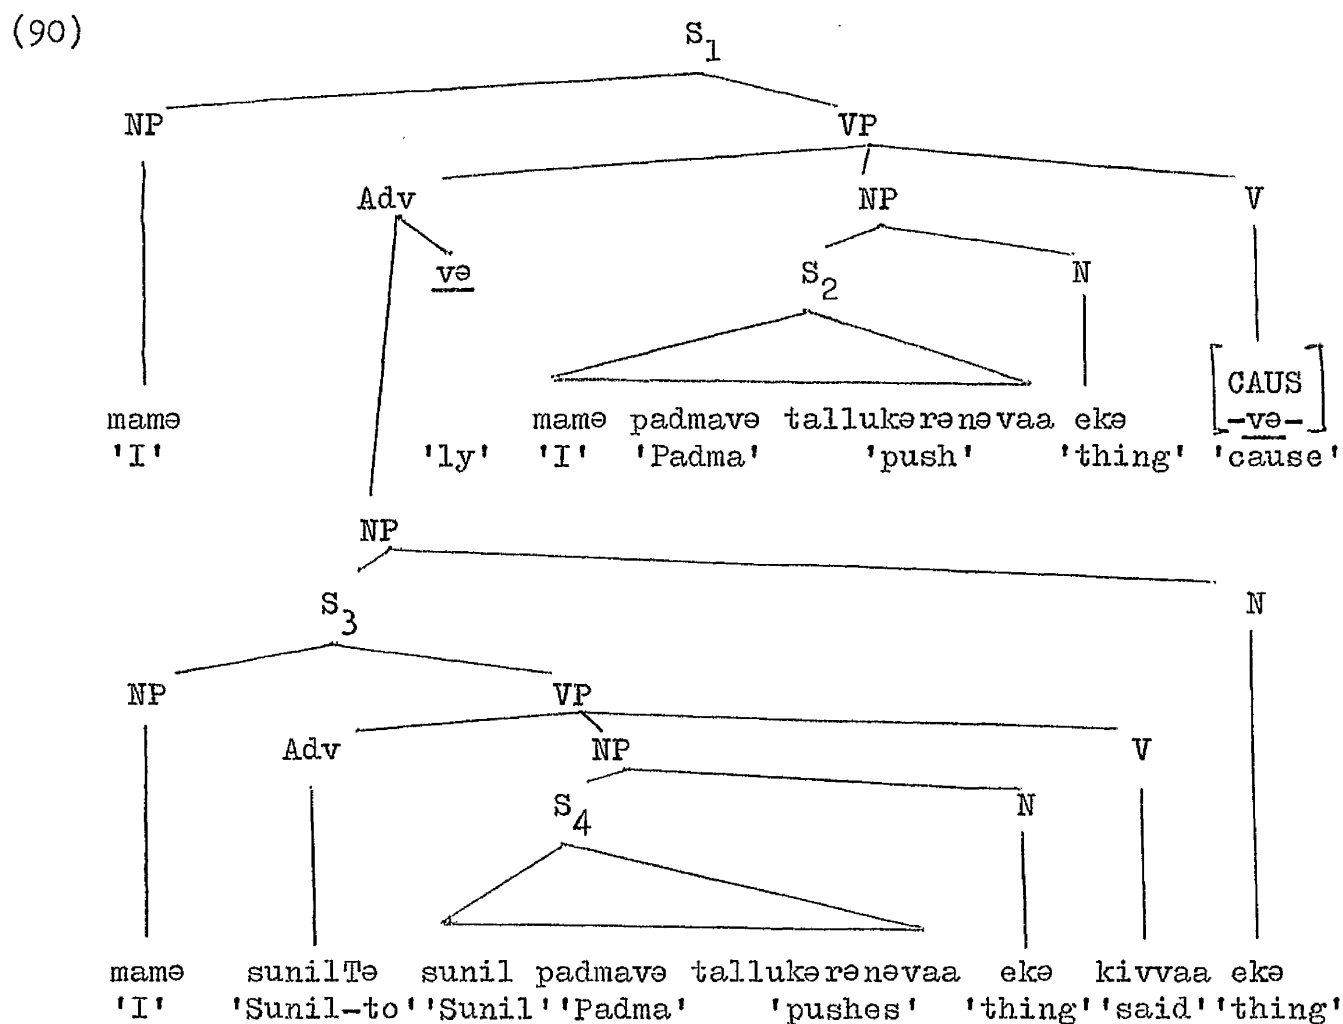 (90)
S1
NP VP
Adv NP V
və S2 N
CAUS
mamə mamə padmavə tallukərənəvaa ekə -və-
'I' 'ly' 'I' 'Padma' 'push' 'thing' 'cause'
NP
S3 N
NP VP
Adv NP V
S4 N
mamə sunilTə sunil padmavə tallukərənəvaa ekə kivvaa ekə
'I' 'Sunil-to' 'Sunil' 'Padma' 'pushes' 'thing' 'said' 'thing'